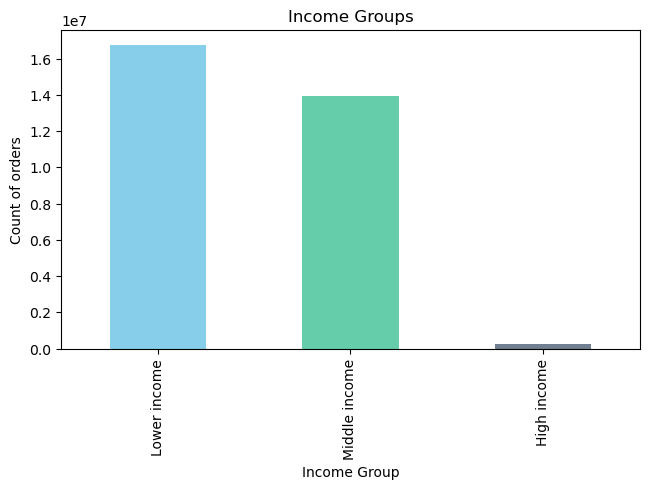 Income Groups
1e7
1.6
1.4
1.2
1.0
0.8
0.6
0.4
0.2
0.0
Count of orders
Lower income
Middle income
High income
Income Group